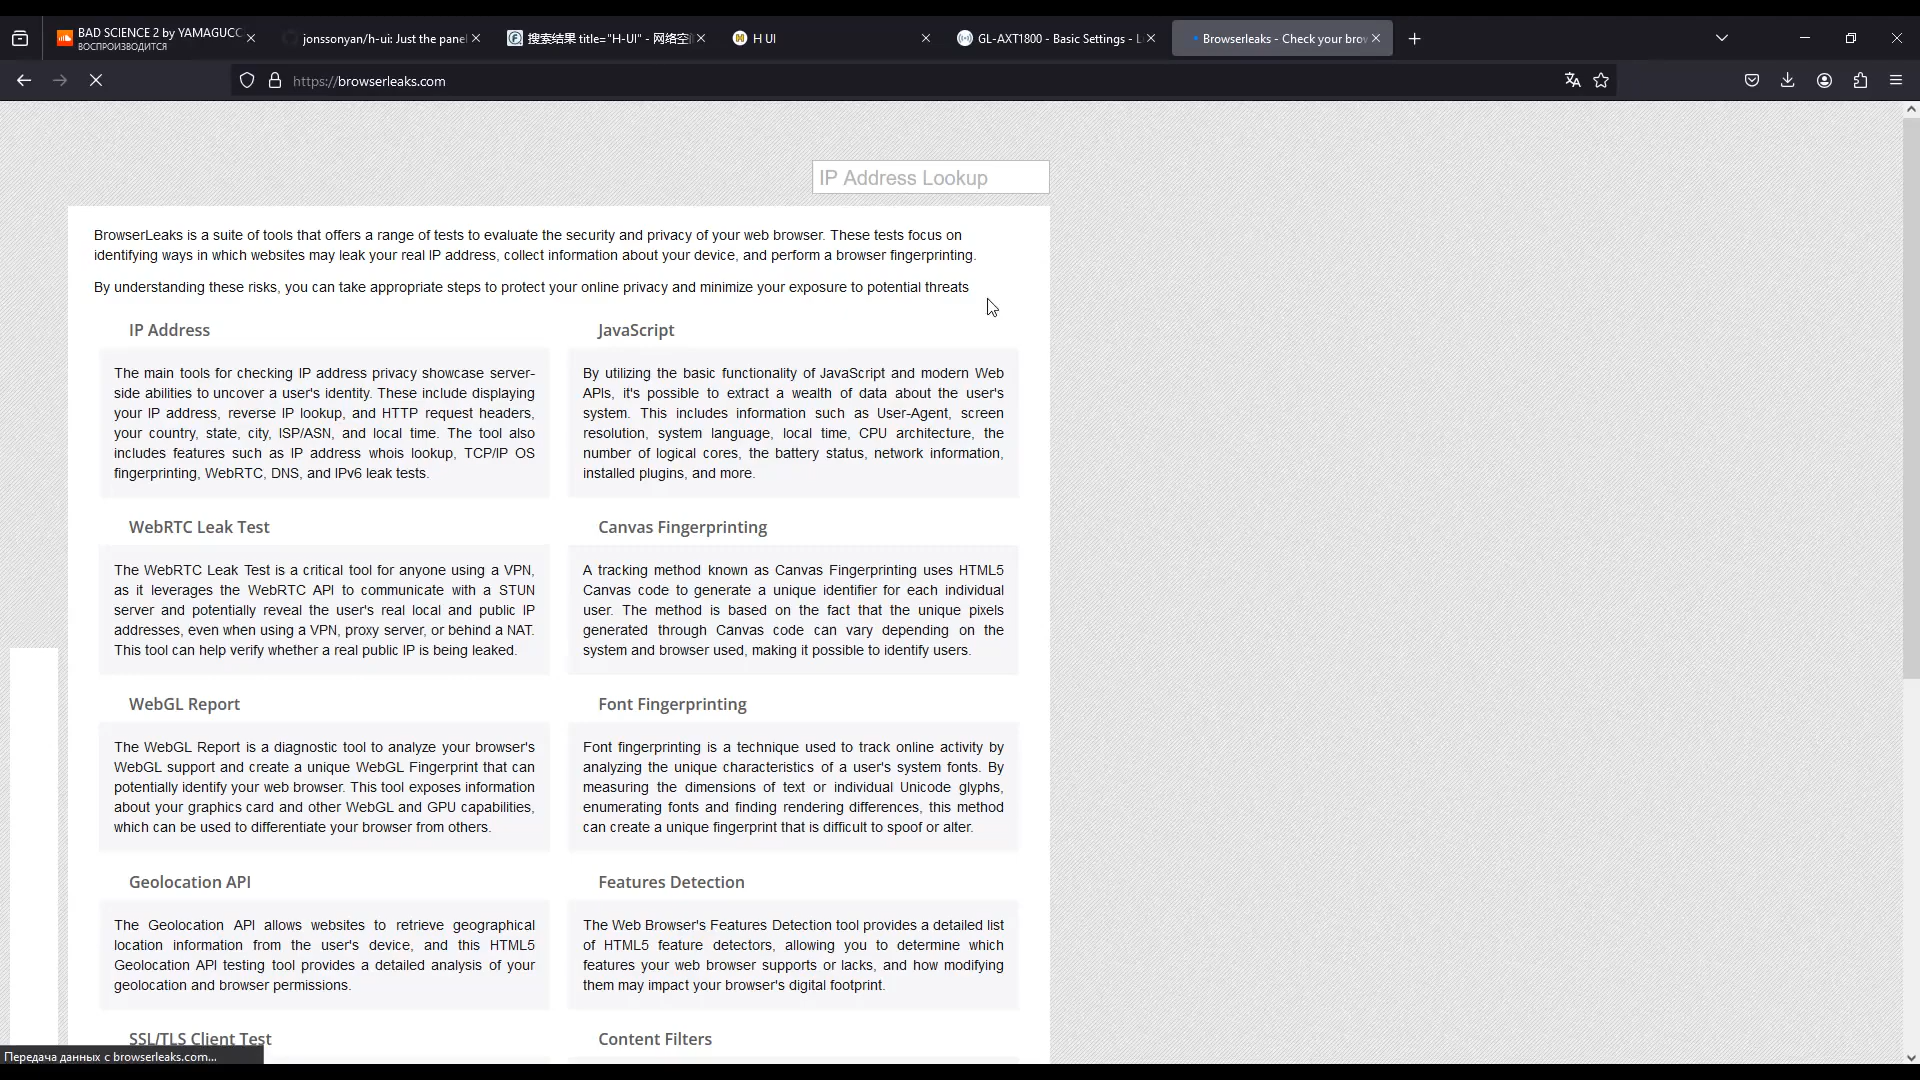 BAD SCIENCE 2 by YAMAGUCC
ВОСПРОИЗВОДИТСЯ
jonssonyan/h-ui: Just the panel
搜索结果 title="H-UI" - 网络空
H UI
GL-AXT1800 - Basic Settings - L
Browserleaks - Check your brow
https://browserleaks.com
IP Address Lookup
BrowserLeaks is a suite of tools that offers a range of tests to evaluate the security and privacy of your web browser. These tests focus on
identifying ways in which websites may leak your real IP address, collect information about your device, and perform a browser fingerprinting.
By understanding these risks, you can take appropriate steps to protect your online privacy and minimize your exposure to potential threats
IP Address
The main tools for checking IP address privacy showcase server-
side abilities to uncover a user's identity. These include displaying
your IP address, reverse IP lookup, and HTTP request headers,
your country, state, city, ISP/ASN, and local time. The tool also
includes features such as IP address whois lookup, TCP/IP OS
fingerprinting, WebRTC, DNS, and IPv6 leak tests.
JavaScript
By utilizing the basic functionality of JavaScript and modern Web
APIs, it's possible to extract a wealth of data about the user's
system. This includes information such as User-Agent, screen
resolution, system language, local time, CPU architecture, the
number of logical cores, the battery status, network information,
installed plugins, and more.
WebRTC Leak Test
The WebRTC Leak Test is a critical tool for anyone using a VPN,
as it leverages the WebRTC API to communicate with a STUN
server and potentially reveal the user's real local and public IP
addresses, even when using a VPN, proxy server, or behind a NAT.
This tool can help verify whether a real public IP is being leaked.
Canvas Fingerprinting
A tracking method known as Canvas Fingerprinting uses HTML5
Canvas code to generate a unique identifier for each individual
user. The method is based on the fact that the unique pixels
generated through Canvas code can vary depending on the
system and browser used, making it possible to identify users.
WebGL Report
The WebGL Report is a diagnostic tool to analyze your browser's
WebGL support and create a unique WebGL Fingerprint that can
potentially identify your web browser. This tool exposes information
about your graphics card and other WebGL and GPU capabilities,
which can be used to differentiate your browser from others.
Font Fingerprinting
Font fingerprinting is a technique used to track online activity by
analyzing the unique characteristics of a user's system fonts. By
measuring the dimensions of text or individual Unicode glyphs,
enumerating fonts and finding rendering differences, this method
can create a unique fingerprint that is difficult to spoof or alter.
Geolocation API
The Geolocation API allows websites to retrieve geographical
location information from the user's device, and this HTML5
Geolocation API testing tool provides a detailed analysis of your
geolocation and browser permissions.
Features Detection
The Web Browser's Features Detection tool provides a detailed list
of HTML5 feature detectors, allowing you to determine which
features your web browser supports or lacks, and how modifying
them may impact your browser's digital footprint.
SSL/TLS Client Test
Content Filters
Передача данных с browserleaks.com...